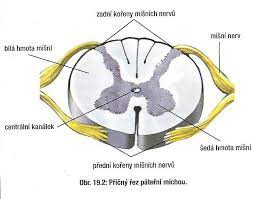 zadní kořeny míšních nervů
bílá hmota míšní
míšní nerv
centrální kanálek
šedá hmota míšní
přední kořeny míšních nervů
Obr. 19.2: Příčný řez páteřní míchou.